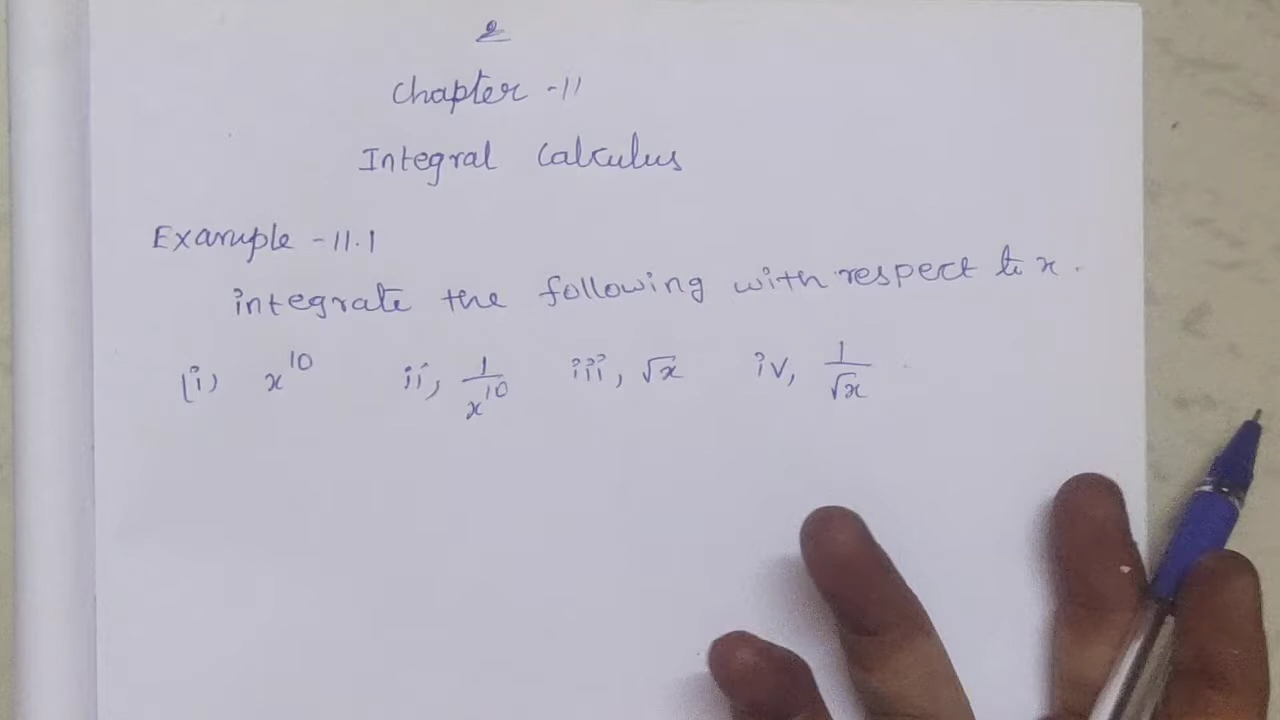 2
Chapter -11
Integral Calculus
Example -11.1
integrate the following with respect to x.
(i) x^10 ii, 1/x^10 iii, √x iv, 1/√x